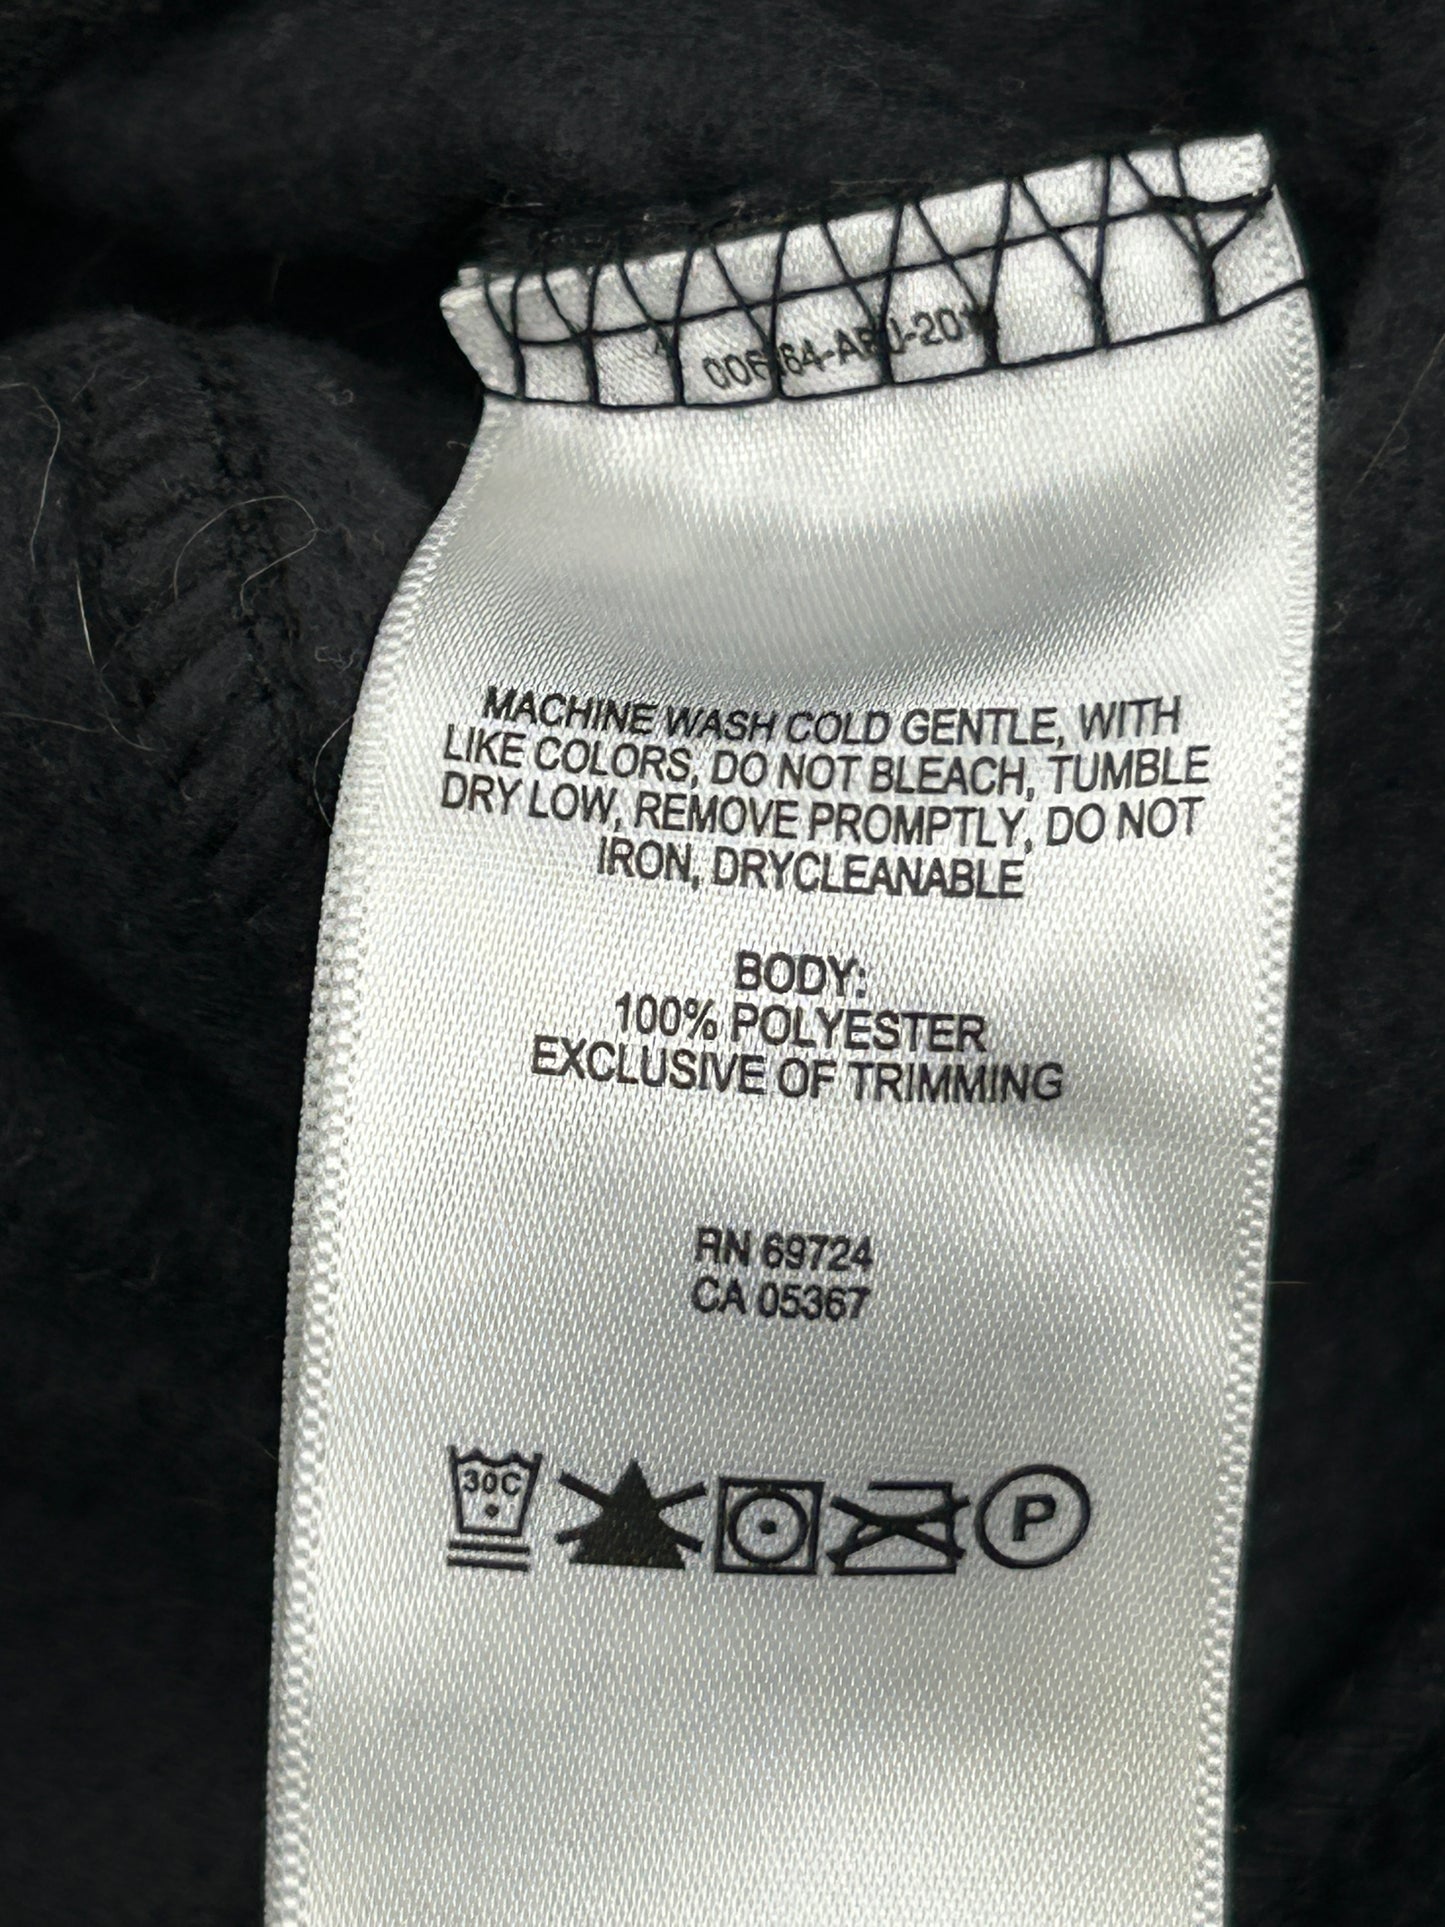 MACHINE WASH COLD GENTLE, WITH
LIKE COLORS, DO NOT BLEACH, TUMBLE
DRY LOW, REMOVE PROMPTLY, DO NOT
IRON, DRYCLEANABLE
BODY:
100% POLYESTER
EXCLUSIVE OF TRIMMING
RN 69724
CA 05367
30C
P